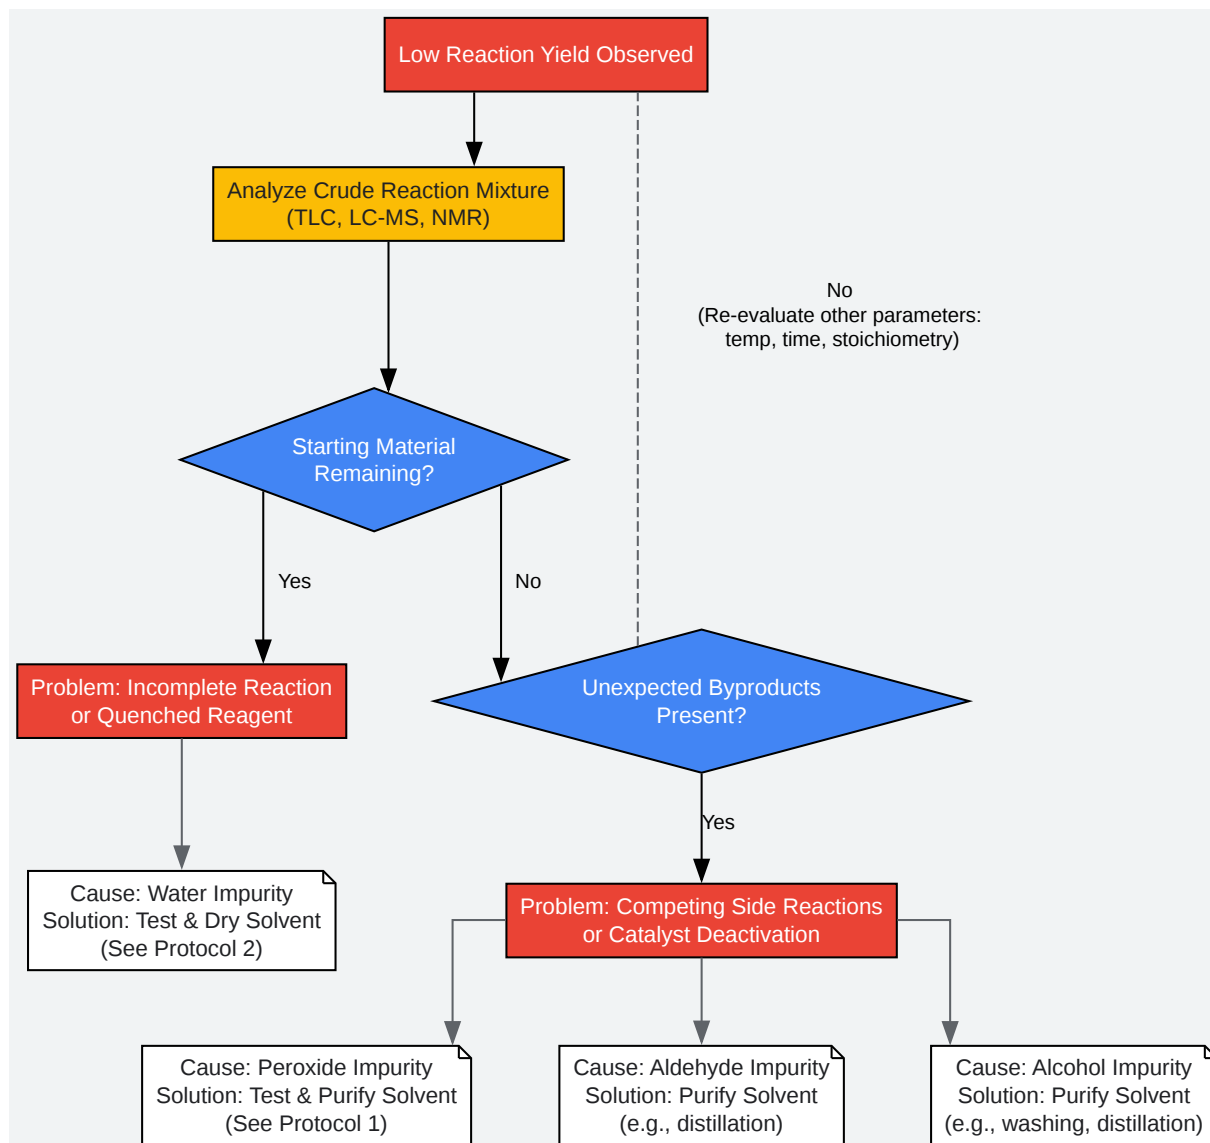 Low Reaction Yield Observed
Analyze Crude Reaction Mixture
(TLC, LC-MS, NMR)
No
(Re-evaluate other parameters:
temp, time, stoichiometry)
Starting Material
Remaining?
Yes
No
Problem: Incomplete Reaction
or Quenched Reagent
Unexpected Byproducts
Present?
Yes
Cause: Water Impurity
Solution: Test & Dry Solvent
(See Protocol 2)
Problem: Competing Side Reactions
or Catalyst Deactivation
Cause: Peroxide Impurity
Solution: Test & Purify Solvent
(See Protocol 1)
Cause: Aldehyde Impurity
Solution: Purify Solvent
(e.g., distillation)
Cause: Alcohol Impurity
Solution: Purify Solvent
(e.g., washing, distillation)